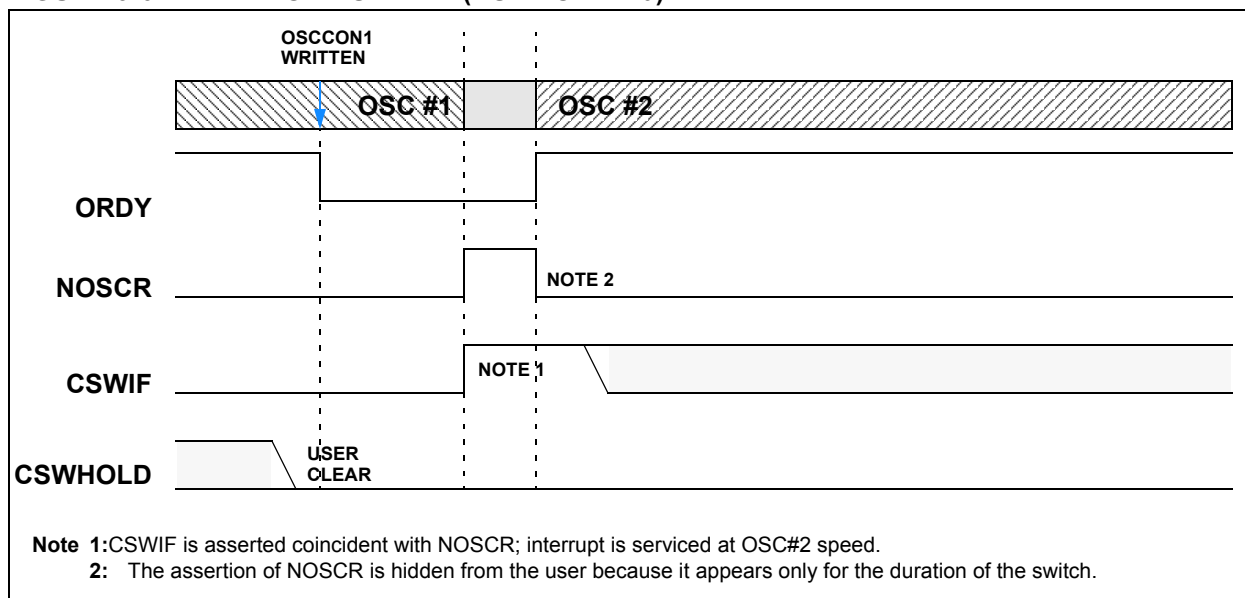 OSCCON1
WRITTEN
OSC #1
OSC #2
ORDY
NOSCR
NOTE 2
CSWIF
NOTE 1
CSWHOLD
USER
CLEAR
Note 1:CSWIF is asserted coincident with NOSCR; interrupt is serviced at OSC#2 speed.
2: The assertion of NOSCR is hidden from the user because it appears only for the duration of the switch.